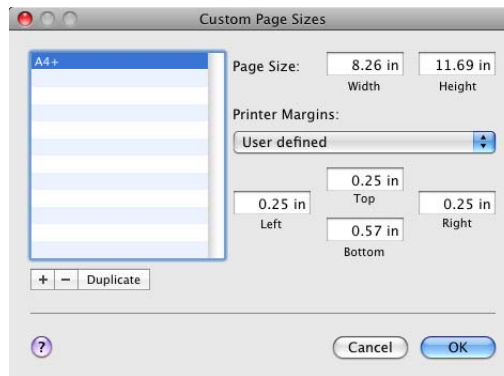 Custom Page Sizes
A4+
Page Size: 8.26 in 11.69 in
Width Height
Printer Margins:
User defined
0.25 in
Top
0.25 in 0.25 in
Left Right
0.57 in
Bottom
+ − Duplicate
? Cancel OK